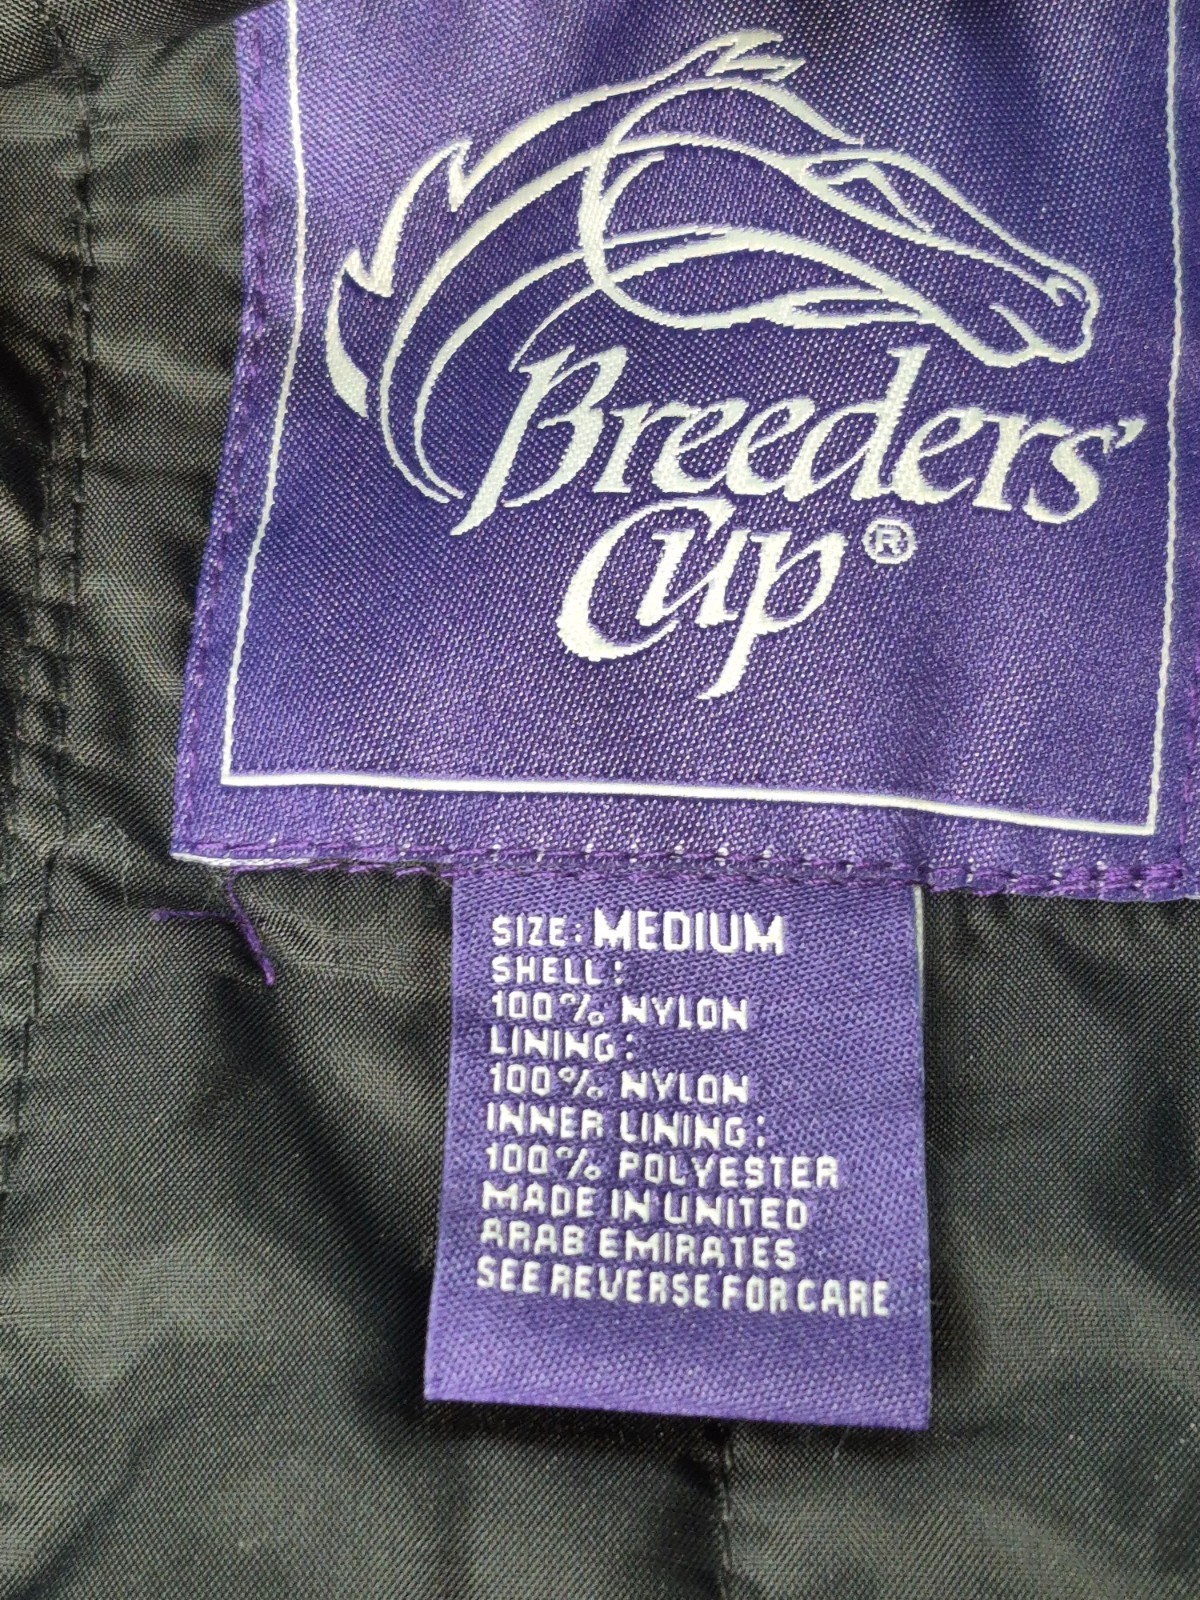 Breeders'
Cup®
SIZE: MEDIUM
SHELL:
100% NYLON
LINING:
100% NYLON
INNER LINING:
100% POLYESTER
MADE IN UNITED
ARAB EMIRATES
SEE REVERSE FOR CARE